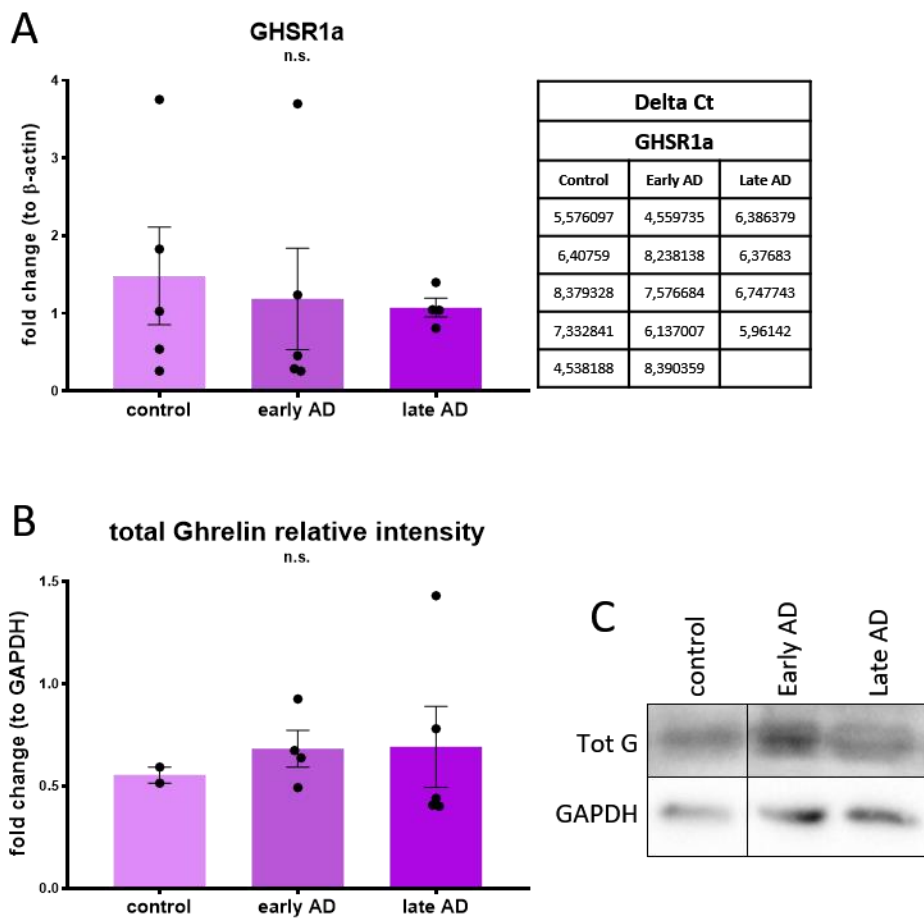 A
GHSR1a
n.s.
fold change (to β-actin)
4
3
2
1
0
control early AD late AD
Delta Ct
GHSR1a
Control Early AD Late AD
5,576097 4,559735 6,386379
6,40759 8,238138 6,37683
8,379328 7,576684 6,747743
7,332841 6,137007 5,96142
4,538188 8,390359
B
total Ghrelin relative intensity
n.s.
fold change (to GAPDH)
1.5
1.0
0.5
0.0
control early AD late AD
C
control Early AD Late AD
Tot G
GAPDH